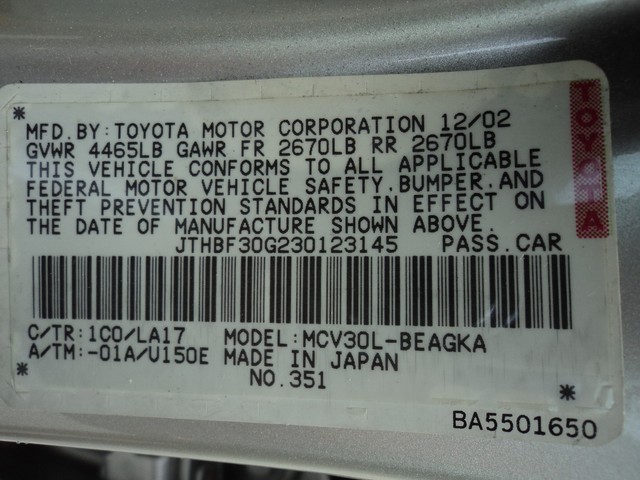 MFD.BY:TOYOTA MOTOR CORPORATION 12/02
GVWR 4465LB GAWR FR 2670LB RR 2670LB
THIS VEHICLE CONFORMS TO ALL APPLICABLE
FEDERAL MOTOR VEHICLE SAFETY.BUMPER.AND
THEFT PREVENTION STANDARDS IN EFFECT ON
THE DATE OF MANUFACTURE SHOWN ABOVE.
JTHBF30G230123145 PASS.CAR
C/TR:1C0/LA17 MODEL:MCV30L-BEAGKA
A/TM:-01A/U150E MADE IN JAPAN
NO.351
BA5501650
TOYOTA